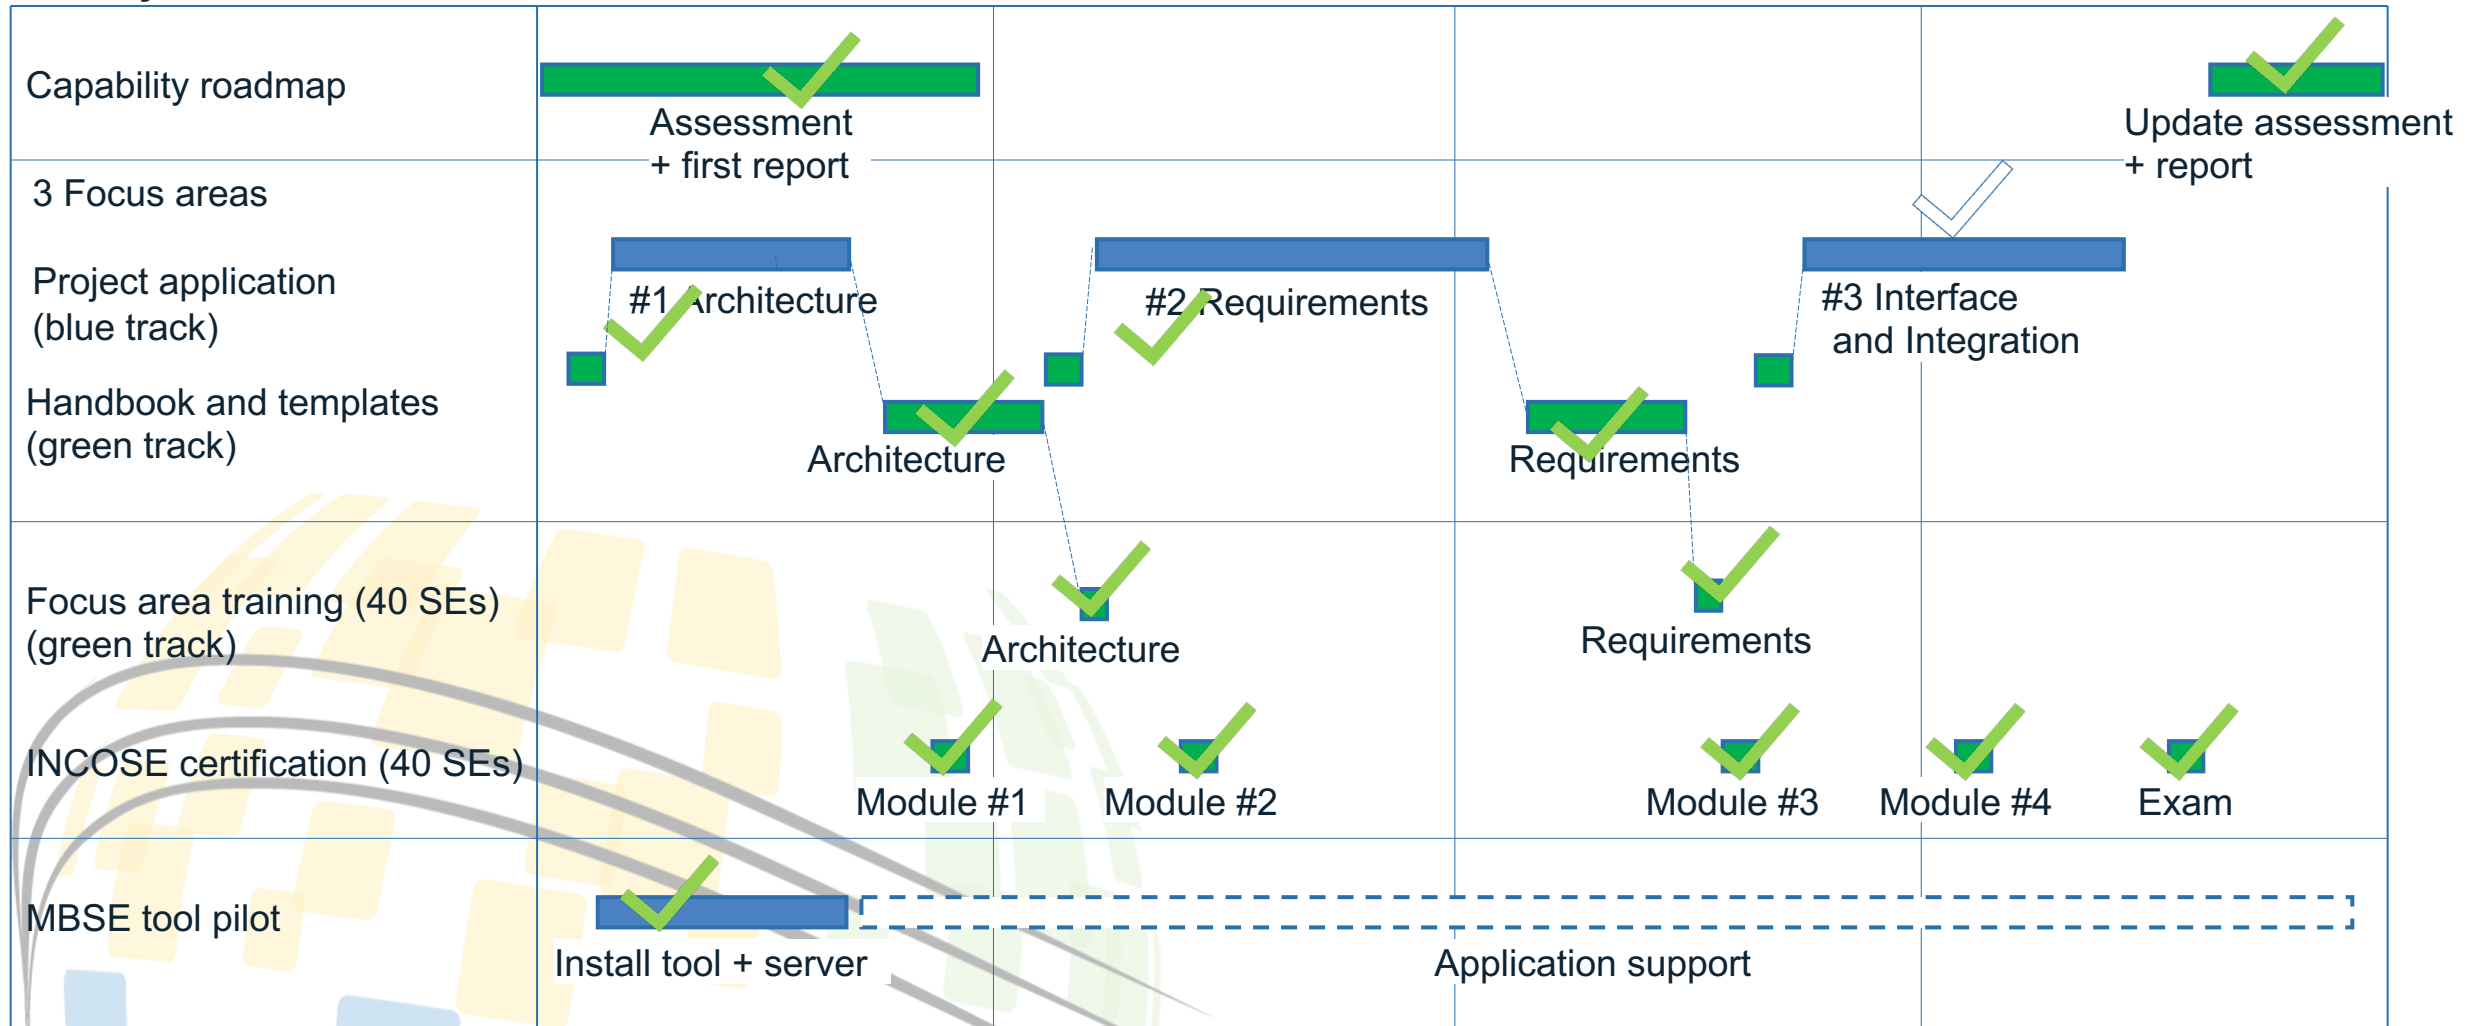 Capability roadmap
Assessment
+ first report
Update assessment
+ report
3 Focus areas
Project application
(blue track)
#1 Architecture
#2 Requirements
#3 Interface
and Integration
Handbook and templates
(green track)
Architecture
Requirements
Focus area training (40 SEs)
(green track)
Architecture
Requirements
INCOSE certification (40 SEs)
Module #1
Module #2
Module #3
Module #4
Exam
MBSE tool pilot
Install tool + server
Application support